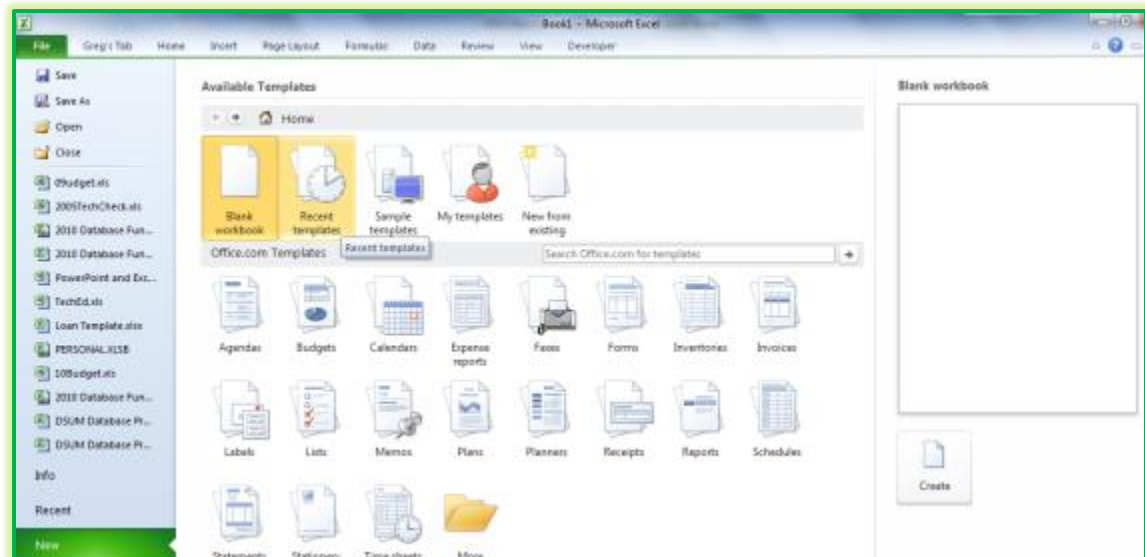 Book1 - Microsoft Excel
File Greg's Tab Home Insert Page Layout Formulas Data Review View Developer
Save
Save As
Open
Close
09budget.xls
2005TechCheck.xls
2010 Database Fun...
2010 Database Fun...
PowerPoint and Exc...
TechEd.xls
Loan Template.xlsx
PERSONAL.XLSB
10Budget.xls
2010 Database Fun...
DSUM Database Pr...
DSUM Database Pr...
Info
Recent
New
Available Templates
Home
Blank workbook
Recent templates
Sample templates
My templates
New from existing
Recent templates
Office.com Templates Search Office.com for templates
Agendas Budgets Calendars Expense reports Faxes Forms Inventories Invoices
Labels Lists Memos Plans Planners Receipts Reports Schedules
Statements Stationery Time sheets More
Blank workbook
Create